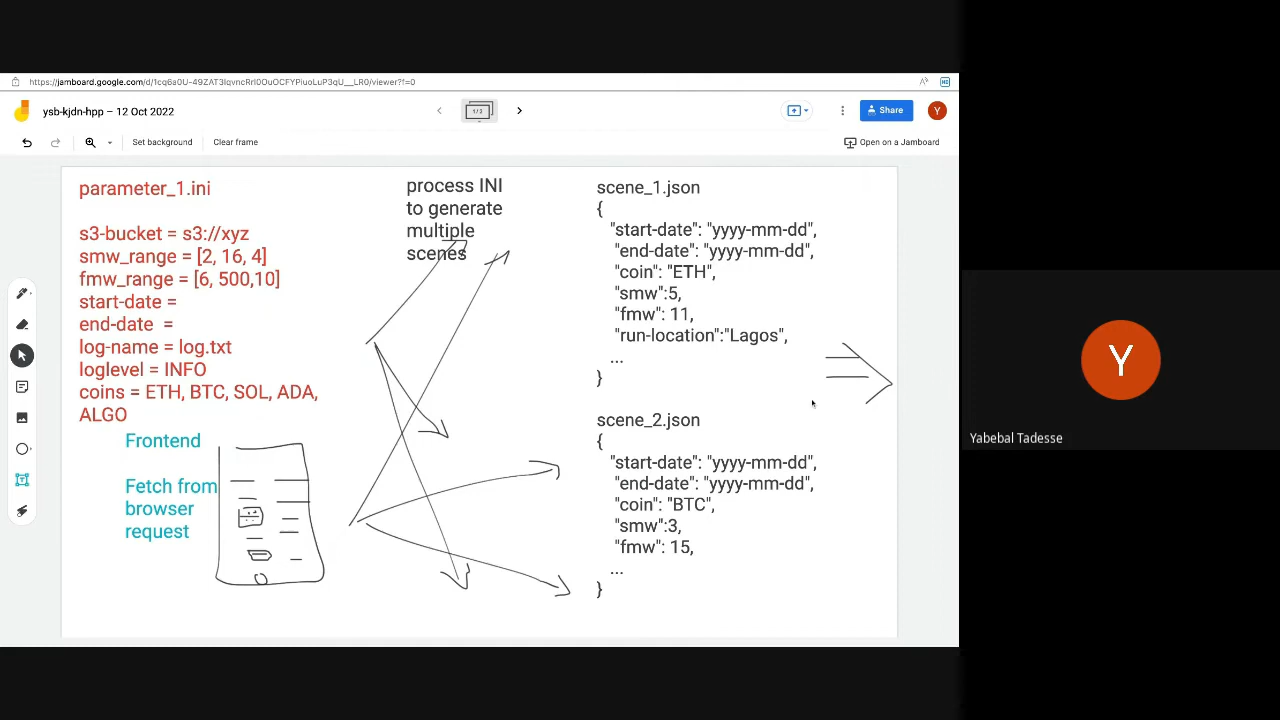 https://jamboard.google.com/d/1cq6a0U-49ZAT3IqvncRrI0OuOCFYPiuoLuP3qU__LR0/viewer?f=0
ysb-kjdn-hpp – 12 Oct 2022
1/3
Share
Y
Set background
Clear frame
Open on a Jamboard
parameter_1.ini
s3-bucket = s3://xyz
smw_range = [2, 16, 4]
fmw_range = [6, 500,10]
start-date =
end-date =
log-name = log.txt
loglevel = INFO
coins = ETH, BTC, SOL, ADA,
ALGO
Frontend
Fetch from
browser
request
process INI
to generate
multiple
scenes
scene_1.json
{
"start-date": "yyyy-mm-dd",
"end-date": "yyyy-mm-dd",
"coin": "ETH",
"smw":5,
"fmw": 11,
"run-location":"Lagos",
...
}
scene_2.json
{
"start-date": "yyyy-mm-dd",
"end-date": "yyyy-mm-dd",
"coin": "BTC",
"smw":3,
"fmw": 15,
...
}
Y
Yabebal Tadesse